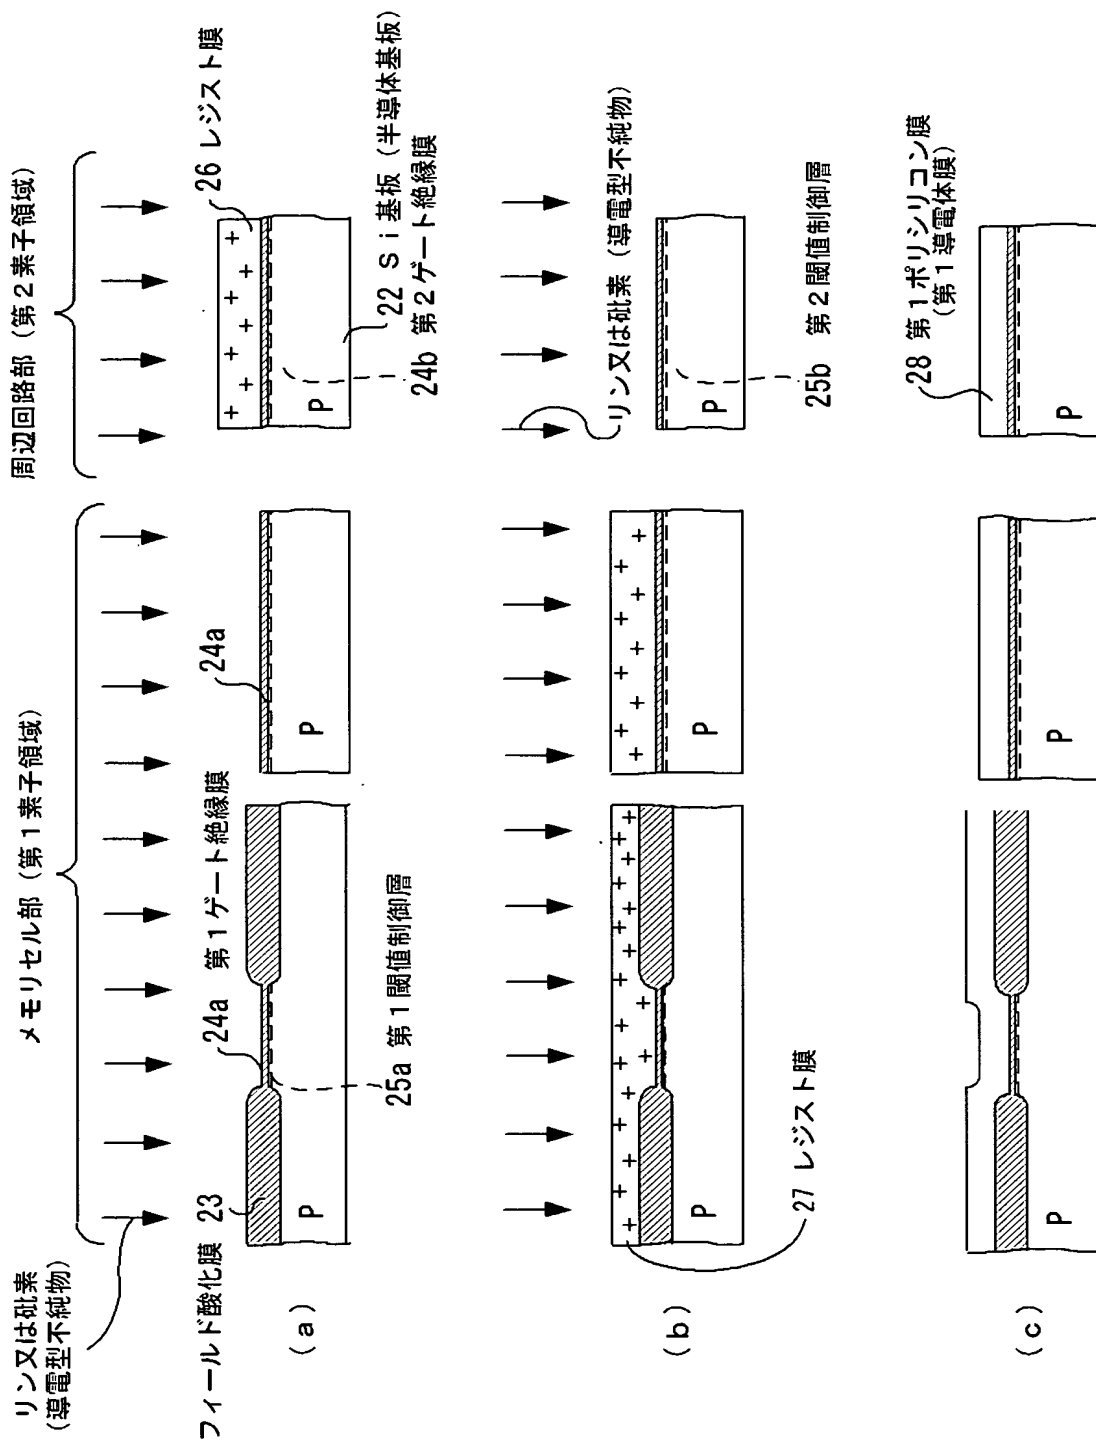 メモリセル部（第１素子領域）
周辺回路部（第２素子領域）
リン又は砒素
（導電型不純物）
フィールド酸化膜 23
24a 第１ゲート絶縁膜
24a
26 レジスト膜
25a 第１閾値制御層
22 Ｓｉ基板（半導体基板）
24b 第２ゲート絶縁膜
P
P
P
（a）
リン又は砒素（導電型不純物）
27 レジスト膜
25b 第２閾値制御層
P
P
P
（b）
28 第１ポリシリコン膜
（第１導電体膜）
P
P
P
（c）